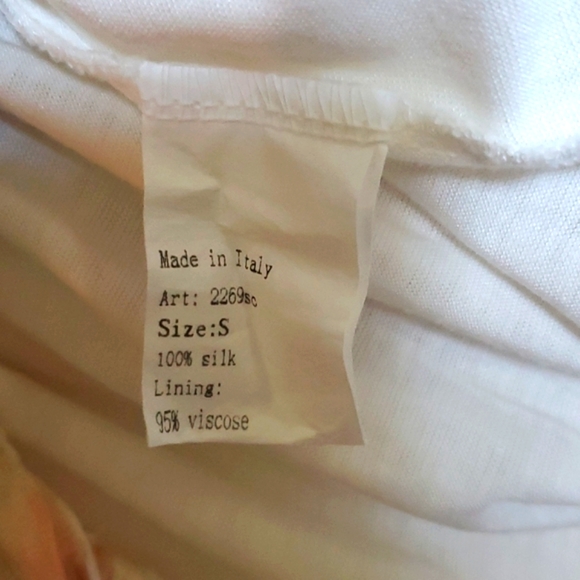 Made in Italy
Art: 2269sc
Size:S
100% silk
Lining:
95% viscose